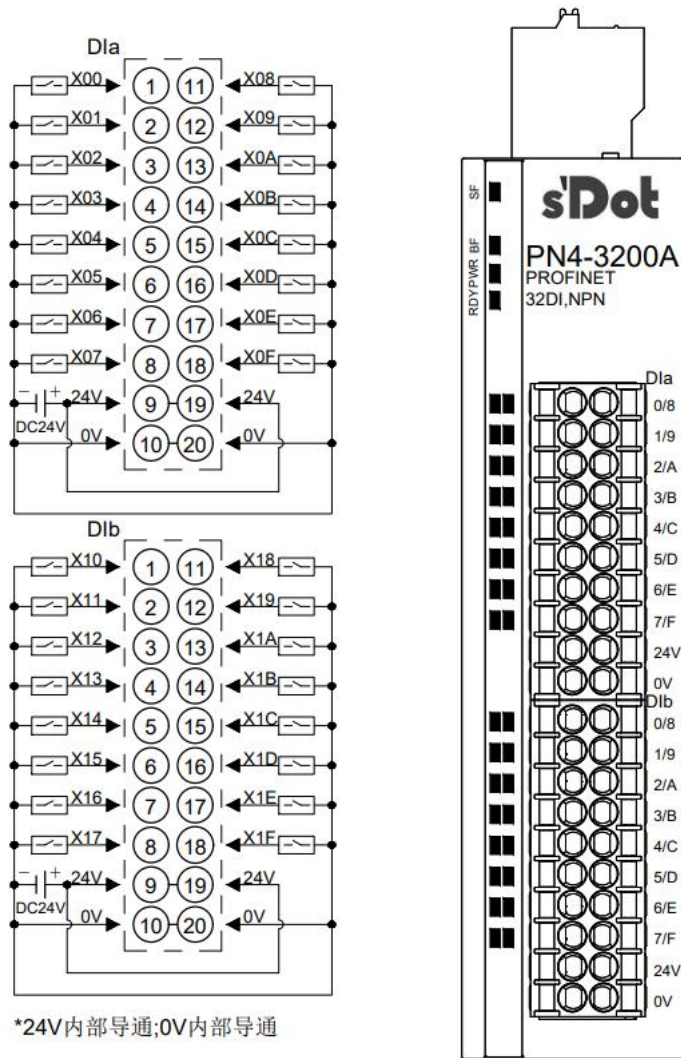 DIa
X00 1 11 X08
X01 2 12 X09
X02 3 13 X0A
X03 4 14 X0B
X04 5 15 X0C
X05 6 16 X0D
X06 7 17 X0E
X07 8 18 X0F
− + 24V 9 19 24V
DC24V
0V 10 20 0V
DIb
X10 1 11 X18
X11 2 12 X19
X12 3 13 X1A
X13 4 14 X1B
X14 5 15 X1C
X15 6 16 X1D
X16 7 17 X1E
X17 8 18 X1F
− + 24V 9 19 24V
DC24V
0V 10 20 0V
*24V内部导通;0V内部导通
SF
BF
PWR
RDY
s'Dot
PN4-3200A
PROFINET
32DI,NPN
DIa
0/8
1/9
2/A
3/B
4/C
5/D
6/E
7/F
24V
0V
DIb
0/8
1/9
2/A
3/B
4/C
5/D
6/E
7/F
24V
0V